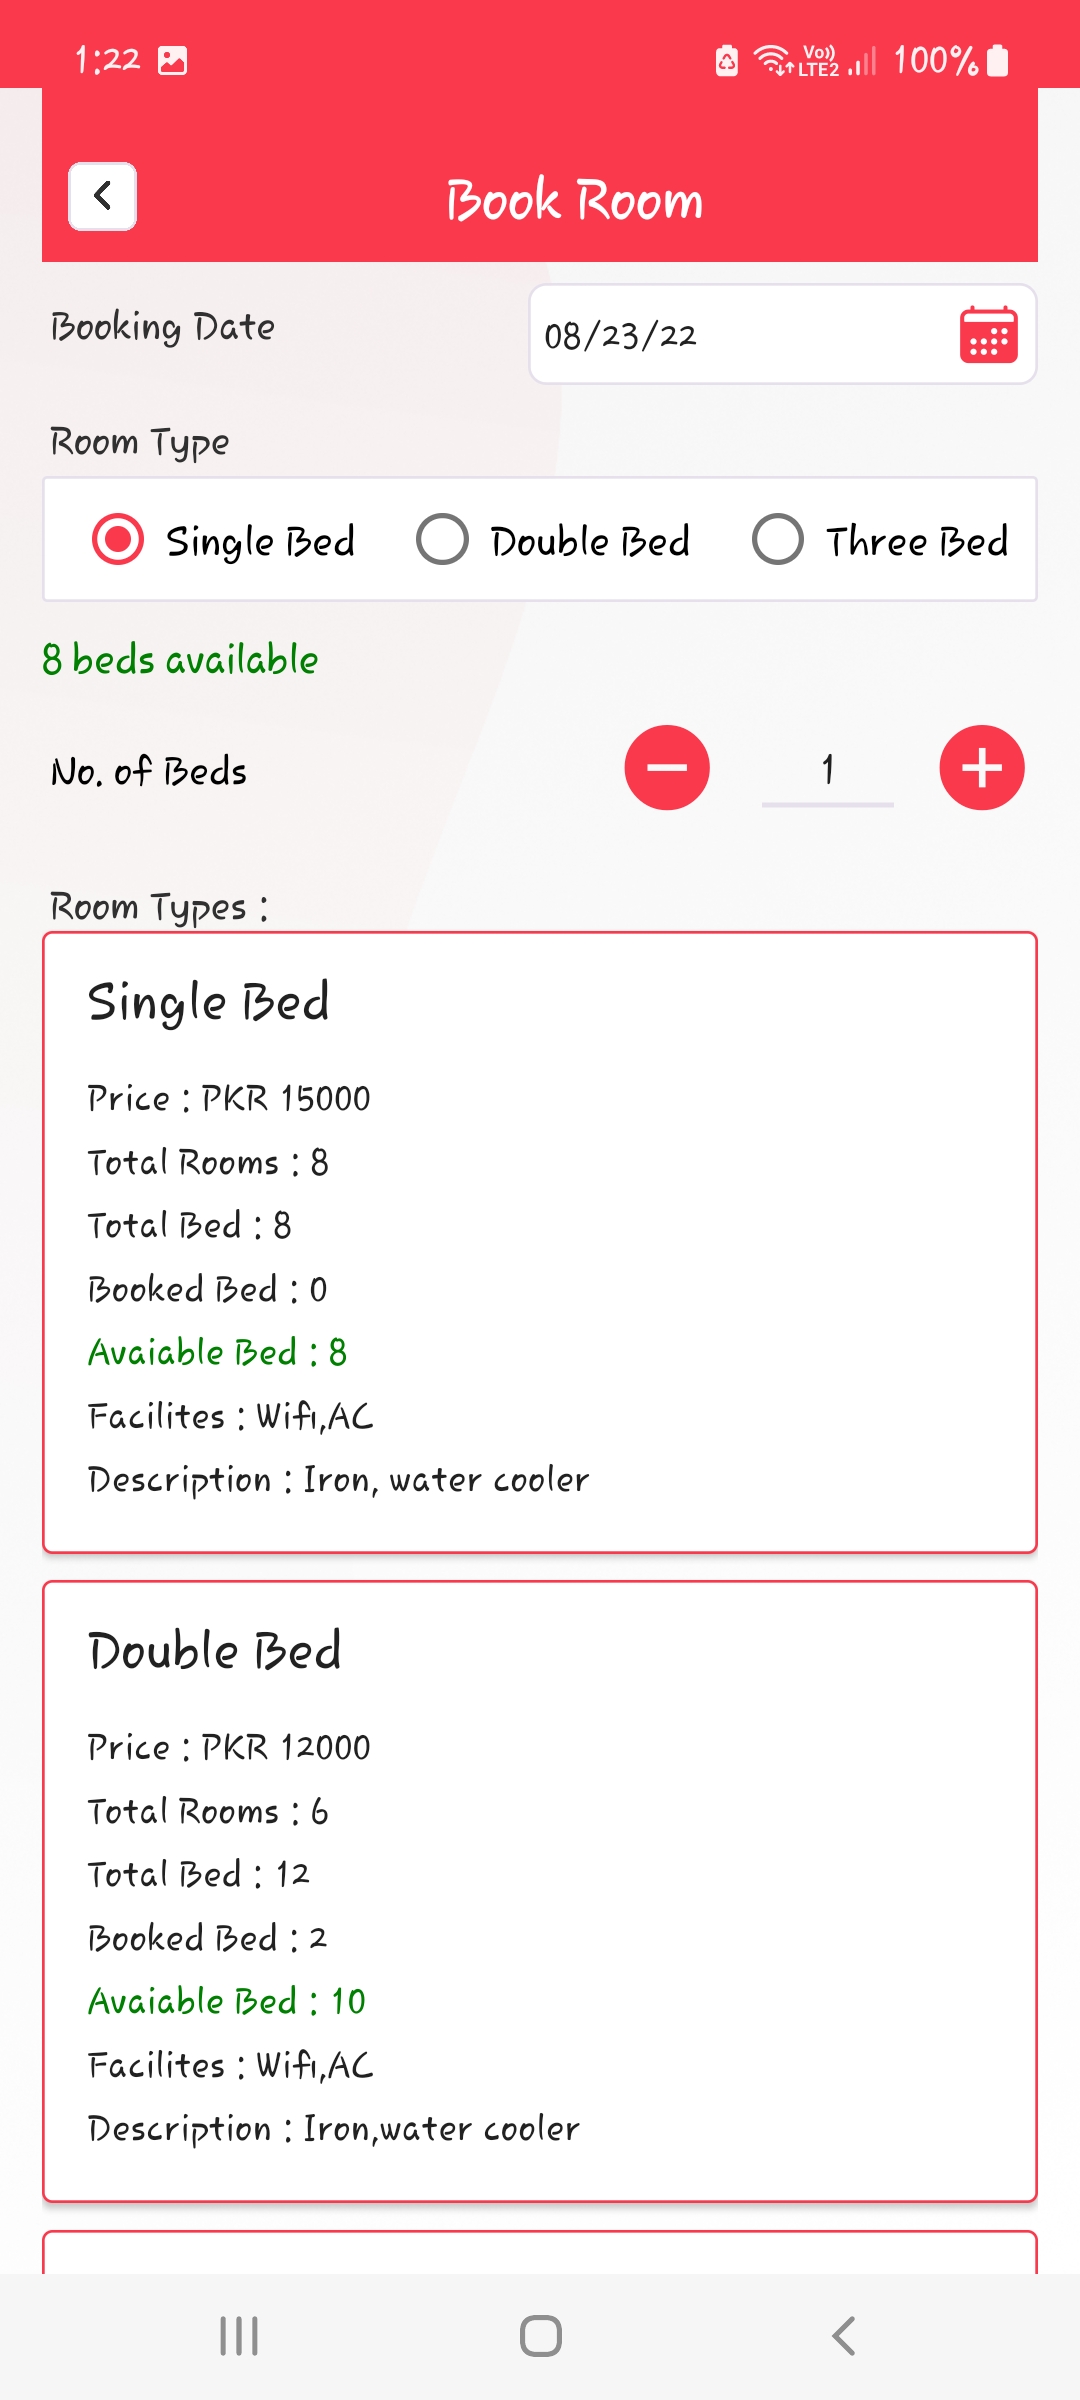 1:22
Vo)) LTE2 100%
Book Room
Booking Date
08/23/22
Room Type
Single Bed Double Bed Three Bed
8 beds available
No. of Beds 1
Room Types :
Single Bed
Price : PKR 15000
Total Rooms : 8
Total Bed : 8
Booked Bed : 0
Avaiable Bed : 8
Facilites : Wifi,AC
Description : Iron, water cooler
Double Bed
Price : PKR 12000
Total Rooms : 6
Total Bed : 12
Booked Bed : 2
Avaiable Bed : 10
Facilites : Wifi,AC
Description : Iron,water cooler